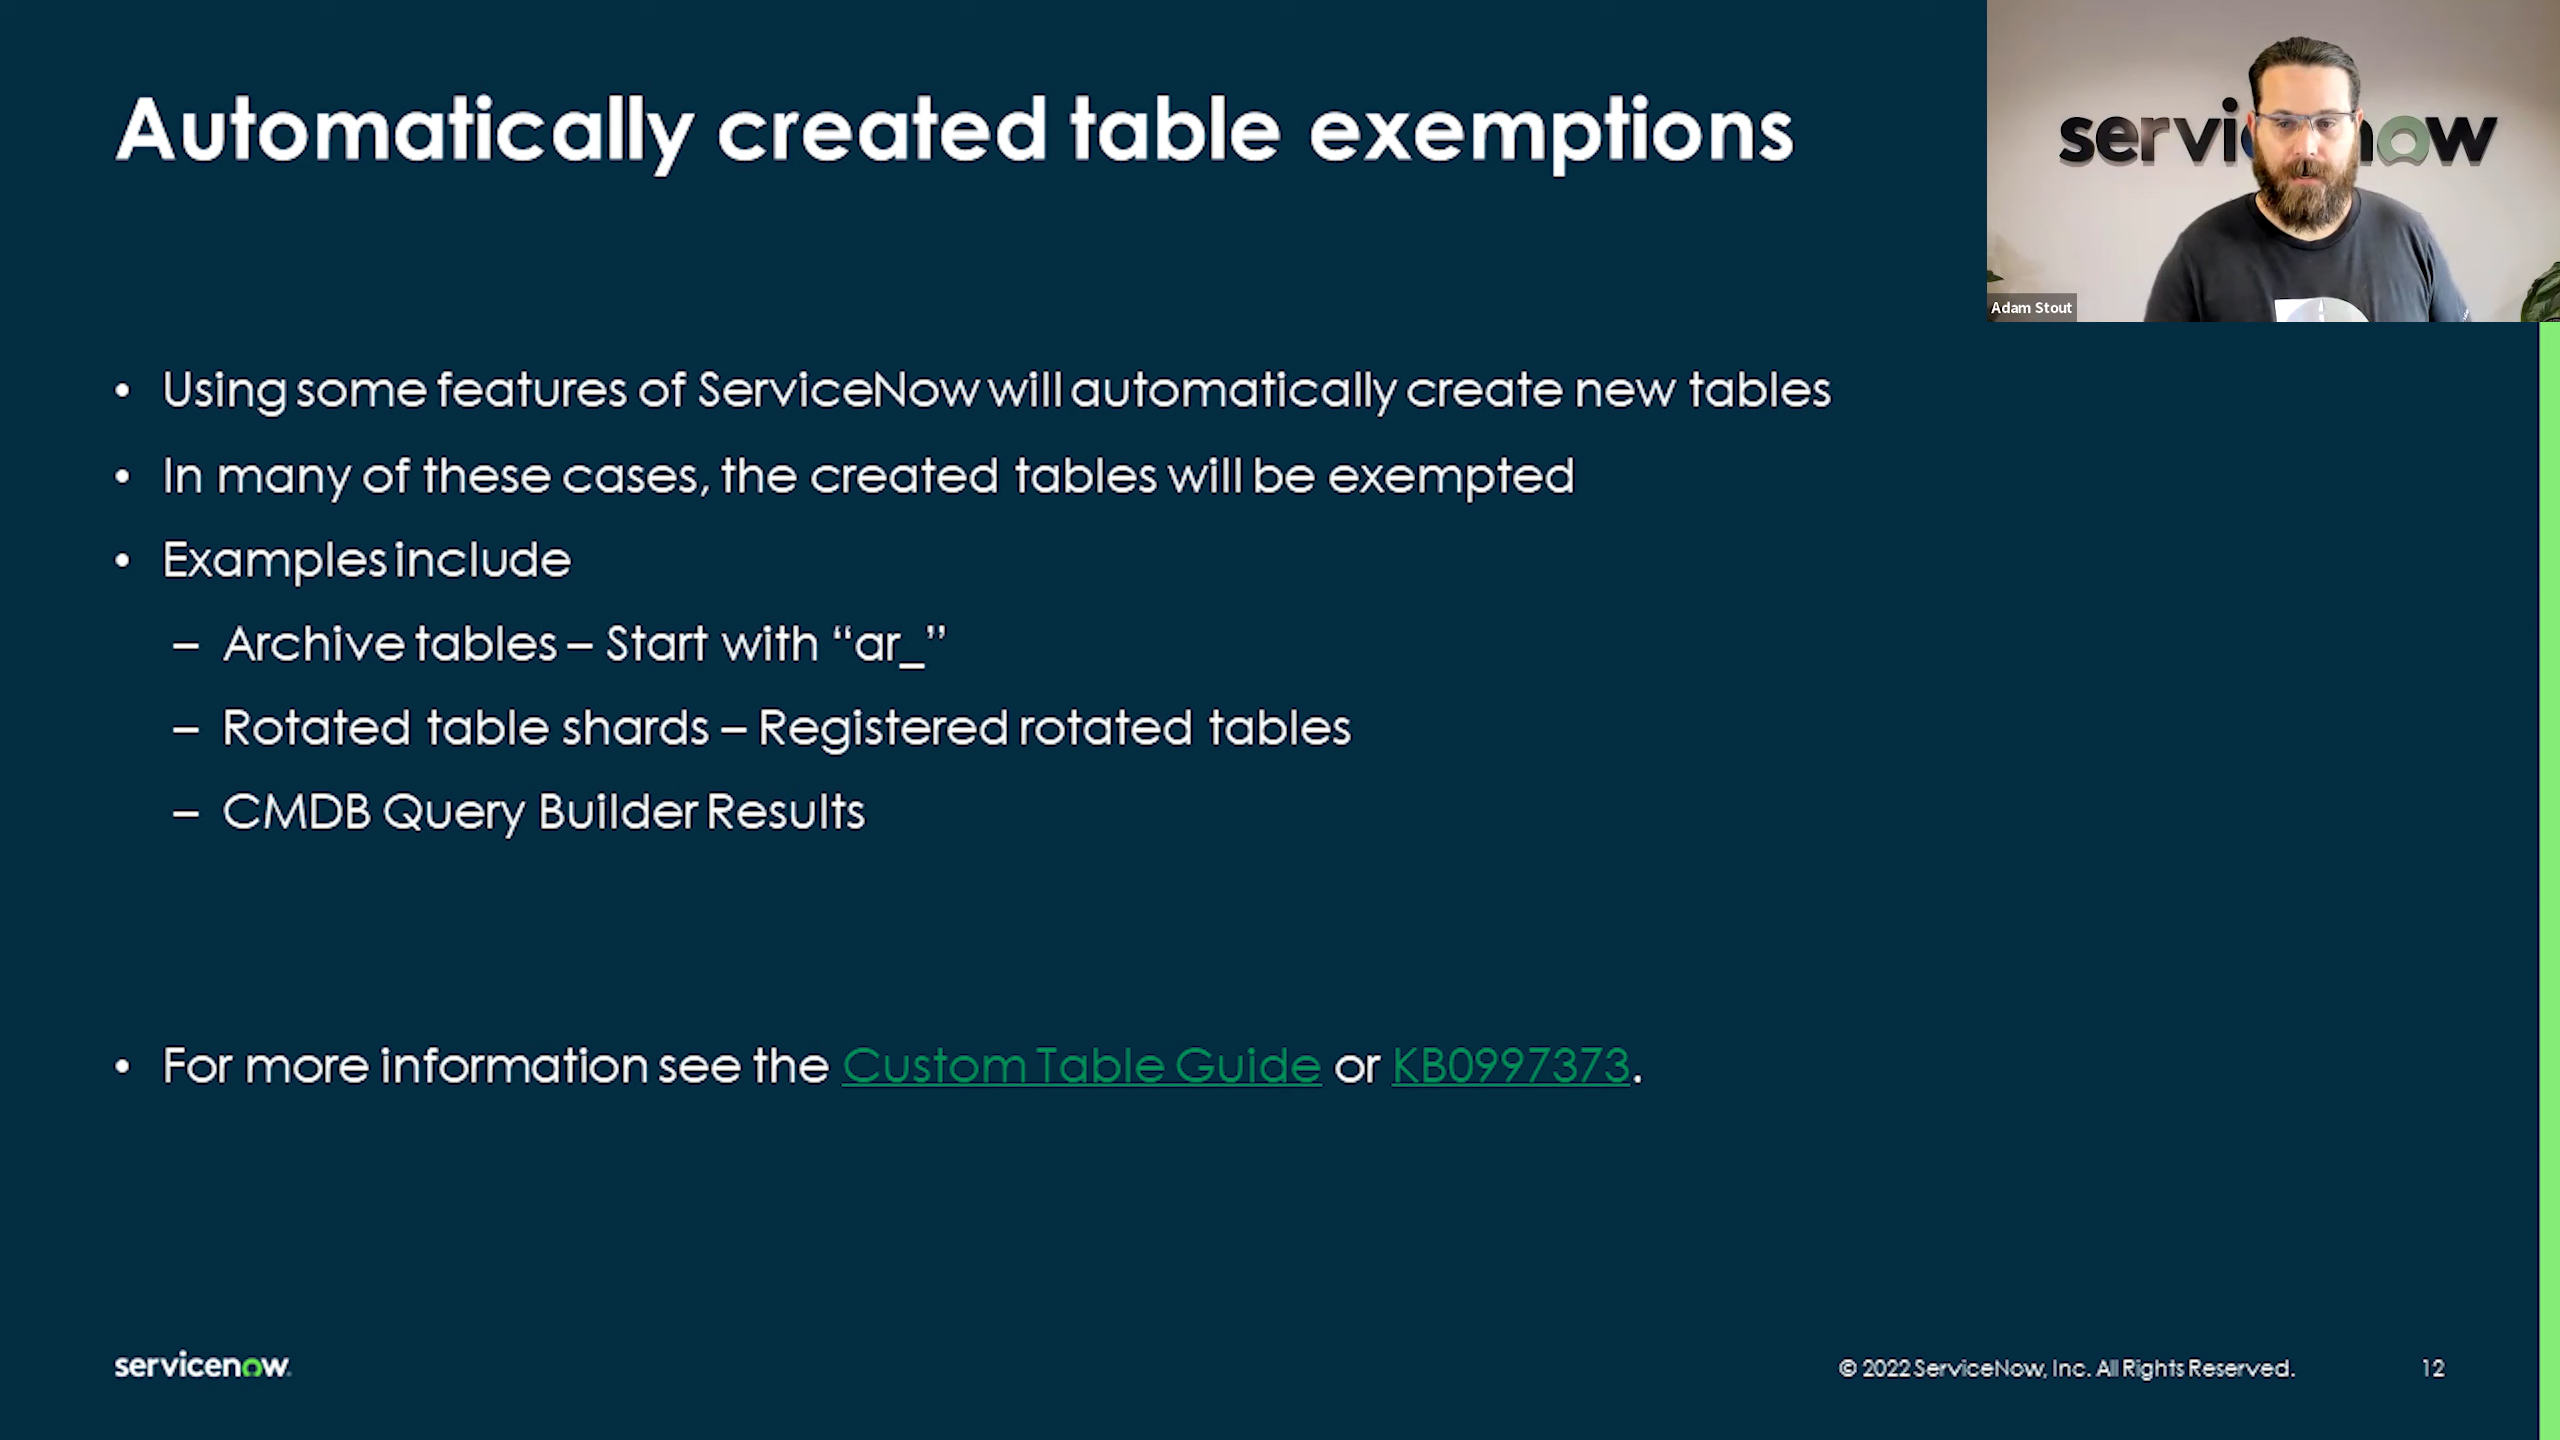 Automatically created table exemptions
servicenow
Adam Stout
• Using some features of ServiceNow will automatically create new tables
• In many of these cases, the created tables will be exempted
• Examples include
– Archive tables – Start with “ar_”
– Rotated table shards – Registered rotated tables
– CMDB Query Builder Results
• For more information see the Custom Table Guide or KB0997373.
servicenow
© 2022 ServiceNow, Inc. All Rights Reserved.
12